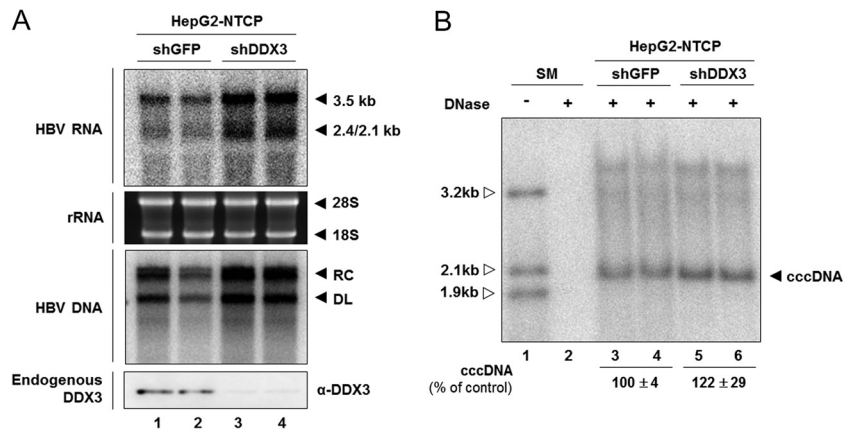 A
HepG2-NTCP
shGFP shDDX3
HBV RNA
3.5 kb
2.4/2.1 kb
rRNA
28S
18S
HBV DNA
RC
DL
Endogenous
DDX3
α-DDX3
1 2 3 4
B
HepG2-NTCP
SM shGFP shDDX3
DNase - + + + + +
3.2kb
2.1kb
1.9kb
cccDNA
1 2 3 4 5 6
cccDNA
(% of control)
100 ± 4 122 ± 29